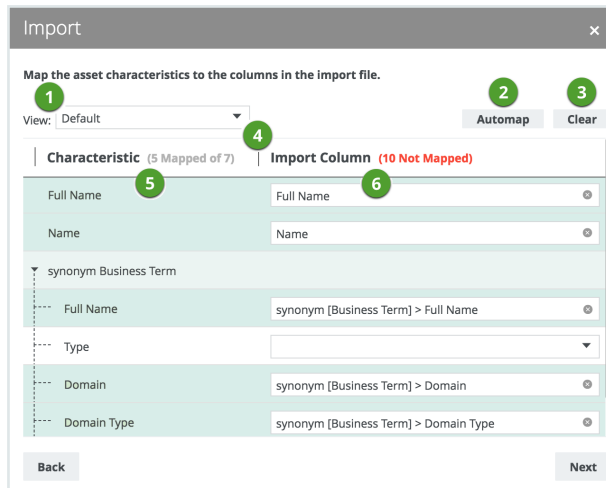 Import ×
Map the asset characteristics to the columns in the import file.
1 2 3
View: Default Automap Clear
4
Characteristic (5 Mapped of 7) Import Column (10 Not Mapped)
5 6
Full Name Full Name
Name Name
synonym Business Term
Full Name synonym [Business Term] > Full Name
Type
Domain synonym [Business Term] > Domain
Domain Type synonym [Business Term] > Domain Type
Back Next